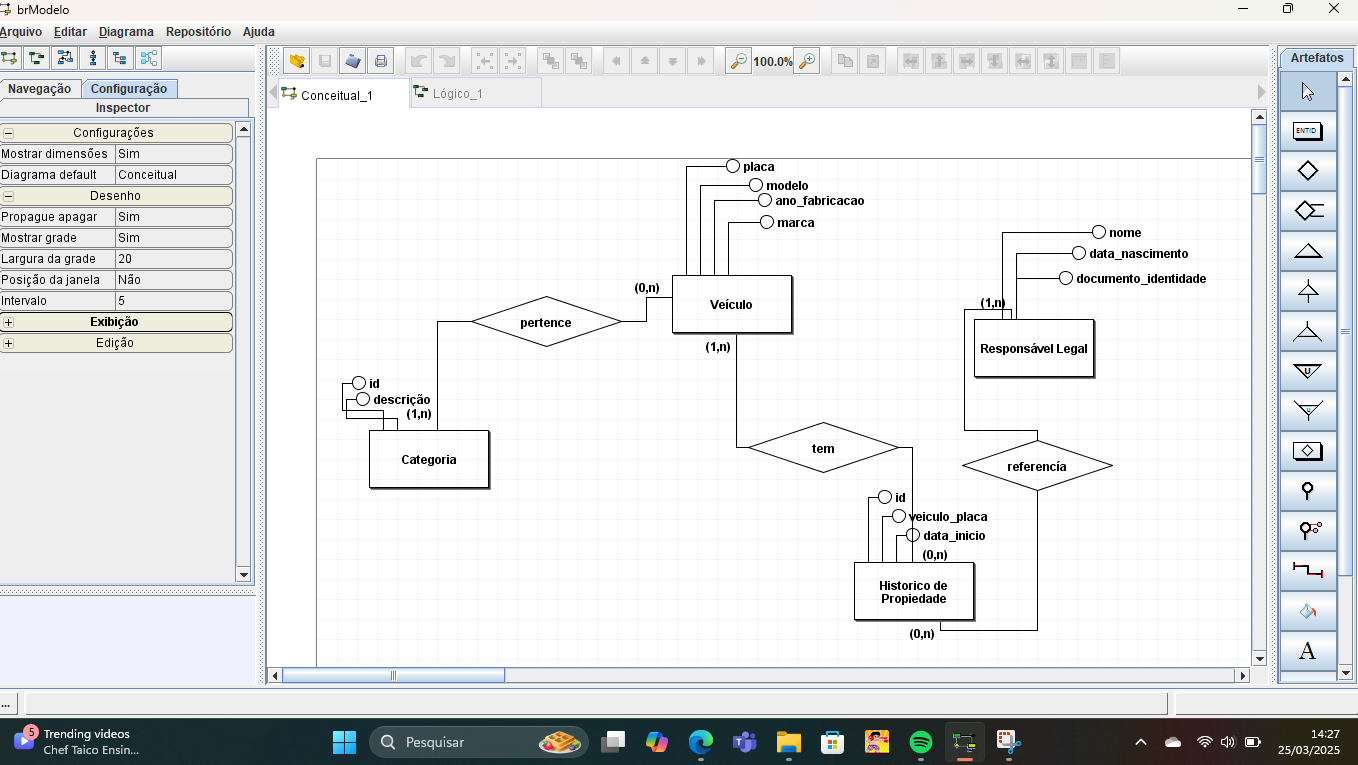 brModelo
Arquivo Editar Diagrama Repositório Ajuda
100.0%
Artefatos
Navegação Configuração
Conceitual_1 Lógico_1
Inspector
Configurações
Mostrar dimensões Sim
Diagrama default Conceitual
Desenho
Propague apagar Sim
Mostrar grade Sim
Largura da grade 20
Posição da janela Não
Intervalo 5
Exibição
Edição
placa
modelo
ano_fabricacao
marca
(0,n)
Veículo
pertence
(1,n)
nome
data_nascimento
documento_identidade
(1,n)
Responsável Legal
id
descrição
(1,n)
Categoria
tem
referencía
id
veiculo_placa
data_inicio
(0,n)
Historico de
Propiedade
(0,n)
ENTID
U
U
A
...
5
Trending videos
Chef Taico Ensin...
Pesquisar
14:27
25/03/2025